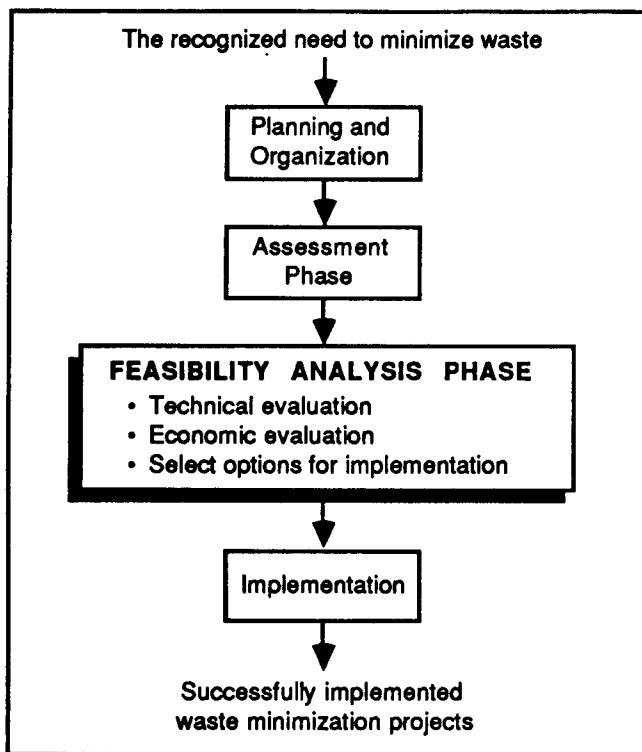 The recognized need to minimize waste
Planning and
Organization
Assessment
Phase
FEASIBILITY ANALYSIS PHASE
• Technical evaluation
• Economic evaluation
• Select options for implementation
Implementation
Successfully implemented
waste minimization projects